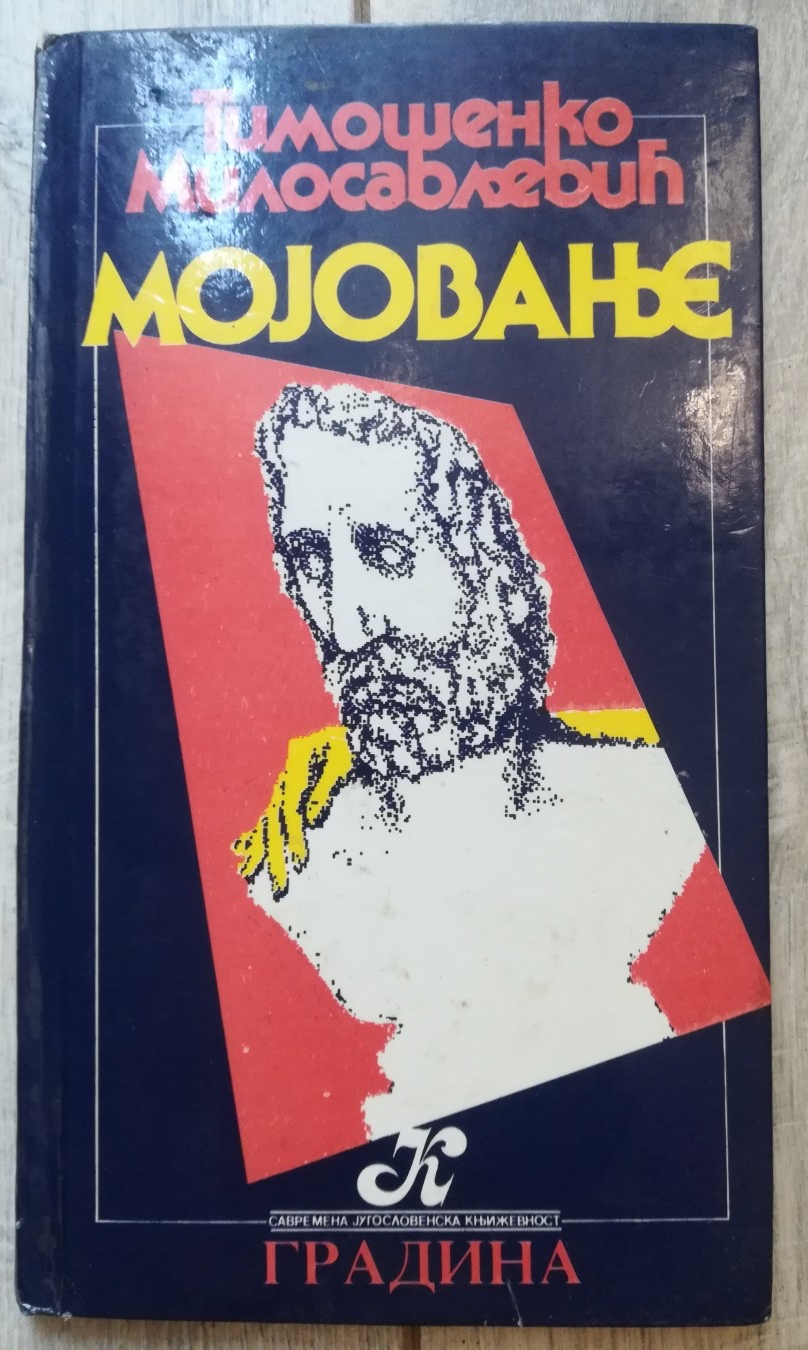 Тимошенко
Милосављевић
МОЈОВАЊЕ
К
САВРЕМЕНА ЈУГОСЛОВЕНСКА КЊИЖЕВНОСТ
ГРАДИНА